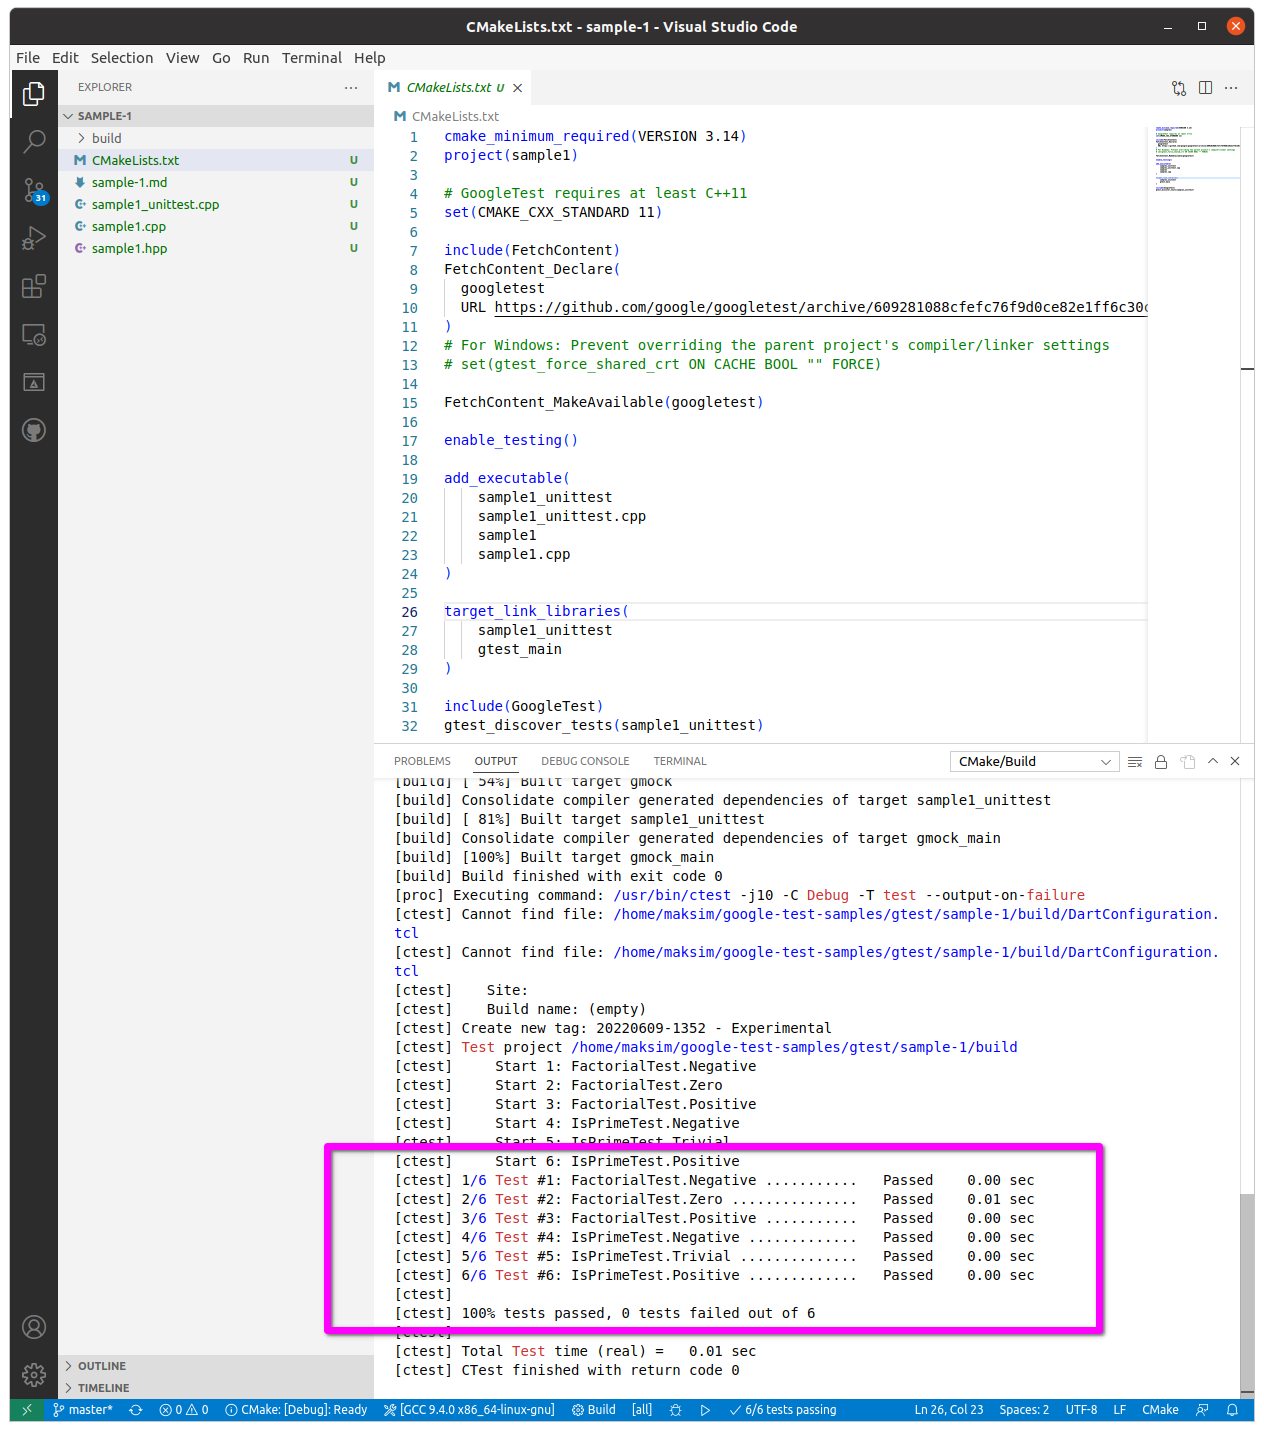 CMakeLists.txt - sample-1 - Visual Studio Code
File Edit Selection View Go Run Terminal Help
EXPLORER
SAMPLE-1
build
CMakeLists.txt U
sample-1.md U
sample1_unittest.cpp U
sample1.cpp U
sample1.hpp U
31
OUTLINE
TIMELINE
CMakeLists.txt U
CMakeLists.txt
1 cmake_minimum_required(VERSION 3.14)
2 project(sample1)
3
4 # GoogleTest requires at least C++11
5 set(CMAKE_CXX_STANDARD 11)
6
7 include(FetchContent)
8 FetchContent_Declare(
9 googletest
10 URL https://github.com/google/googletest/archive/609281088cfefc76f9d0ce82e1ff6c30c
11 )
12 # For Windows: Prevent overriding the parent project's compiler/linker settings
13 # set(gtest_force_shared_crt ON CACHE BOOL "" FORCE)
14
15 FetchContent_MakeAvailable(googletest)
16
17 enable_testing()
18
19 add_executable(
20 sample1_unittest
21 sample1_unittest.cpp
22 sample1
23 sample1.cpp
24 )
25
26 target_link_libraries(
27 sample1_unittest
28 gtest_main
29 )
30
31 include(GoogleTest)
32 gtest_discover_tests(sample1_unittest)
PROBLEMS OUTPUT DEBUG CONSOLE TERMINAL CMake/Build
[build] [ 54%] Built target gmock
[build] Consolidate compiler generated dependencies of target sample1_unittest
[build] [ 81%] Built target sample1_unittest
[build] Consolidate compiler generated dependencies of target gmock_main
[build] [100%] Built target gmock_main
[build] Build finished with exit code 0
[proc] Executing command: /usr/bin/ctest -j10 -C Debug -T test --output-on-failure
[ctest] Cannot find file: /home/maksim/google-test-samples/gtest/sample-1/build/DartConfiguration.
tcl
[ctest] Cannot find file: /home/maksim/google-test-samples/gtest/sample-1/build/DartConfiguration.
tcl
[ctest] Site:
[ctest] Build name: (empty)
[ctest] Create new tag: 20220609-1352 - Experimental
[ctest] Test project /home/maksim/google-test-samples/gtest/sample-1/build
[ctest] Start 1: FactorialTest.Negative
[ctest] Start 2: FactorialTest.Zero
[ctest] Start 3: FactorialTest.Positive
[ctest] Start 4: IsPrimeTest.Negative
[ctest] Start 5: IsPrimeTest.Trivial
[ctest] Start 6: IsPrimeTest.Positive
[ctest] 1/6 Test #1: FactorialTest.Negative ........... Passed 0.00 sec
[ctest] 2/6 Test #2: FactorialTest.Zero ............... Passed 0.01 sec
[ctest] 3/6 Test #3: FactorialTest.Positive ........... Passed 0.00 sec
[ctest] 4/6 Test #4: IsPrimeTest.Negative ............. Passed 0.00 sec
[ctest] 5/6 Test #5: IsPrimeTest.Trivial .............. Passed 0.00 sec
[ctest] 6/6 Test #6: IsPrimeTest.Positive ............. Passed 0.00 sec
[ctest]
[ctest] 100% tests passed, 0 tests failed out of 6
[ctest]
[ctest] Total Test time (real) = 0.01 sec
[ctest] CTest finished with return code 0
master* 0 0 CMake: [Debug]: Ready [GCC 9.4.0 x86_64-linux-gnu] Build [all] 6/6 tests passing Ln 26, Col 23 Spaces: 2 UTF-8 LF CMake